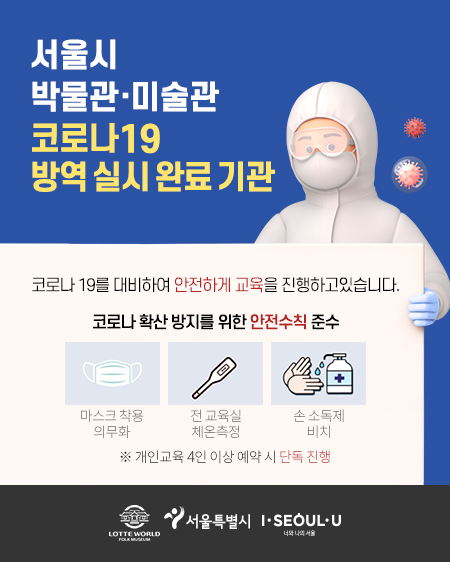 서울시
박물관·미술관
코로나19
방역 실시 완료 기관
코로나 19를 대비하여 안전하게 교육을 진행하고있습니다.
코로나 확산 방지를 위한 안전수칙 준수
마스크 착용
의무화
전 교육실
체온측정
손 소독제
비치
※ 개인교육 4인 이상 예약 시 단독 진행
LOTTE WORLD
FOLK MUSEUM
서울특별시
I·SEOUL·U
너와 나의 서울